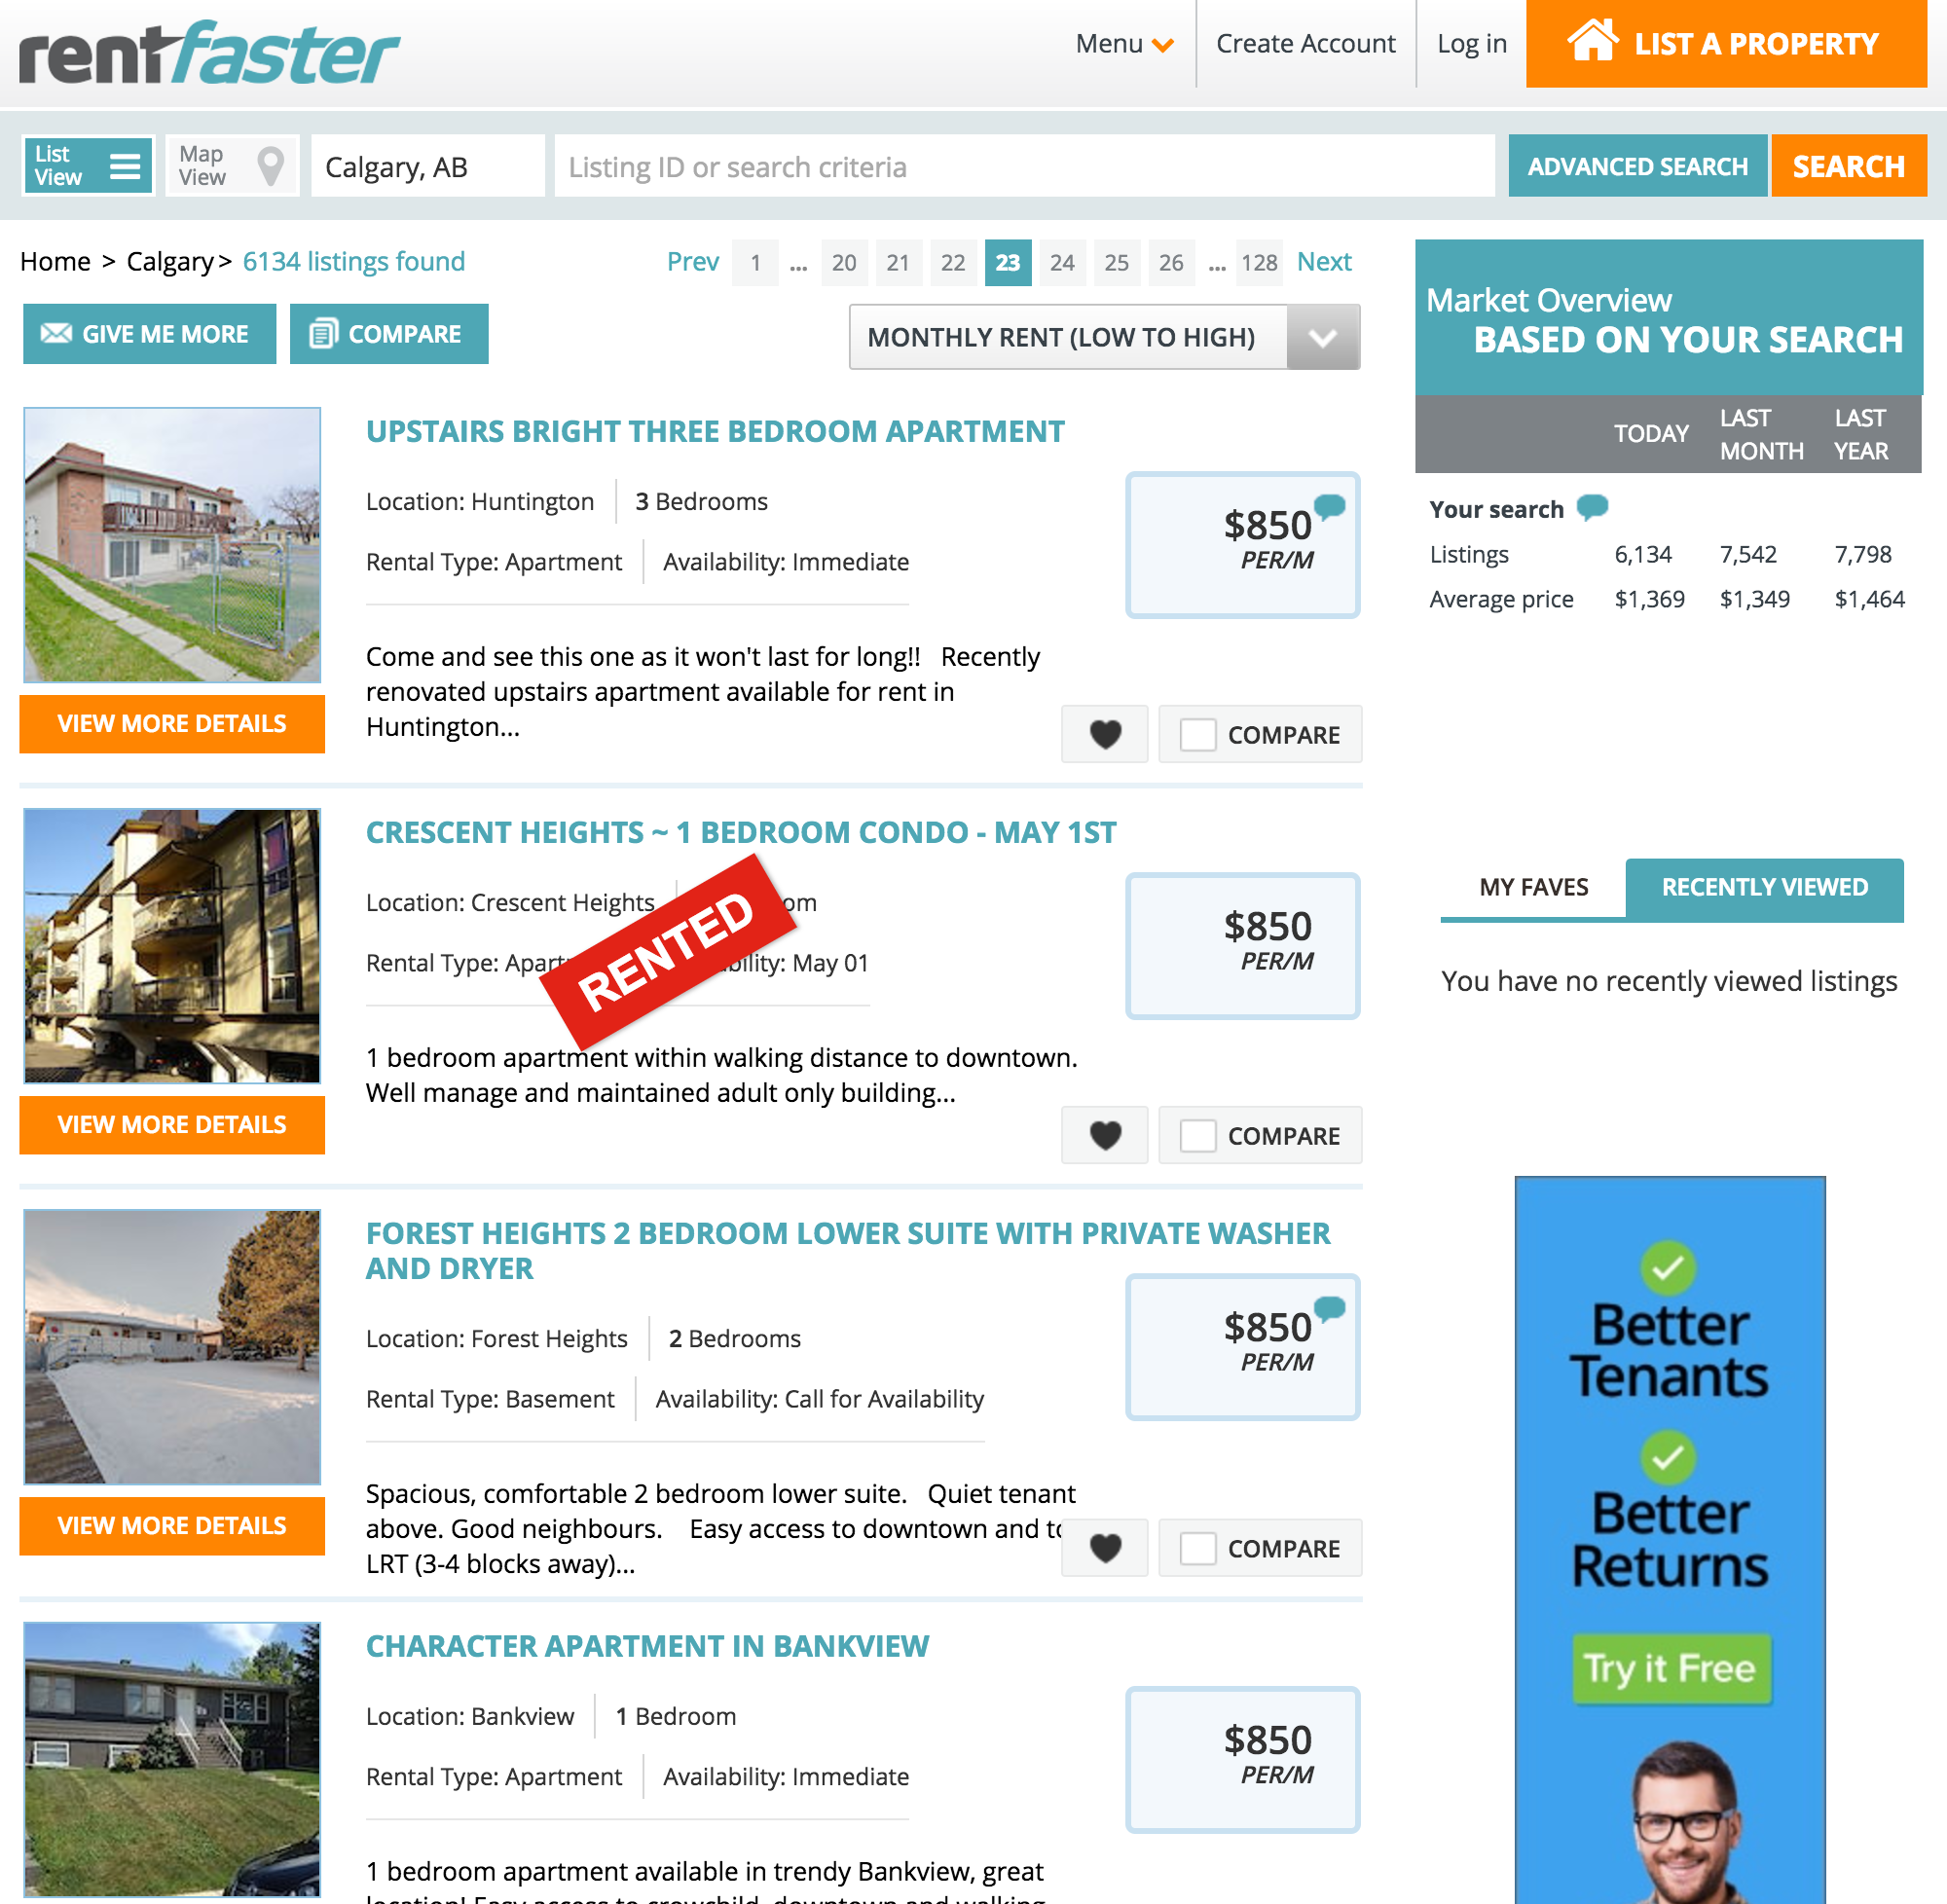 rentfaster
Menu
Create Account
Log in
LIST A PROPERTY
List
View
Map
View
Calgary, AB
Listing ID or search criteria
ADVANCED SEARCH
SEARCH
Home > Calgary > 6134 listings found
Prev 1 ... 20 21 22 23 24 25 26 ... 128 Next
GIVE ME MORE
COMPARE
MONTHLY RENT (LOW TO HIGH)
UPSTAIRS BRIGHT THREE BEDROOM APARTMENT
Location: Huntington
3 Bedrooms
Rental Type: Apartment
Availability: Immediate
$850
PER/M
Come and see this one as it won't last for long!! Recently
renovated upstairs apartment available for rent in
Huntington...
VIEW MORE DETAILS
COMPARE
CRESCENT HEIGHTS ~ 1 BEDROOM CONDO - MAY 1ST
Location: Crescent Heights
RENTED
Rental Type:
May 01
$850
PER/M
1 bedroom apartment within walking distance to downtown.
Well manage and maintained adult only building...
VIEW MORE DETAILS
COMPARE
FOREST HEIGHTS 2 BEDROOM LOWER SUITE WITH PRIVATE WASHER
AND DRYER
Location: Forest Heights
2 Bedrooms
Rental Type: Basement
Availability: Call for Availability
$850
PER/M
Spacious, comfortable 2 bedroom lower suite. Quiet tenant
above. Good neighbours. Easy access to downtown and
LRT (3-4 blocks away)...
VIEW MORE DETAILS
COMPARE
CHARACTER APARTMENT IN BANKVIEW
Location: Bankview
1 Bedroom
Rental Type: Apartment
Availability: Immediate
$850
PER/M
1 bedroom apartment available in trendy Bankview, great
Market Overview
BASED ON YOUR SEARCH
TODAY
LAST
MONTH
LAST
YEAR
Your search
Listings 6,134 7,542 7,798
Average price $1,369 $1,349 $1,464
MY FAVES
RECENTLY VIEWED
You have no recently viewed listings
Better
Tenants
Better
Returns
Try it Free